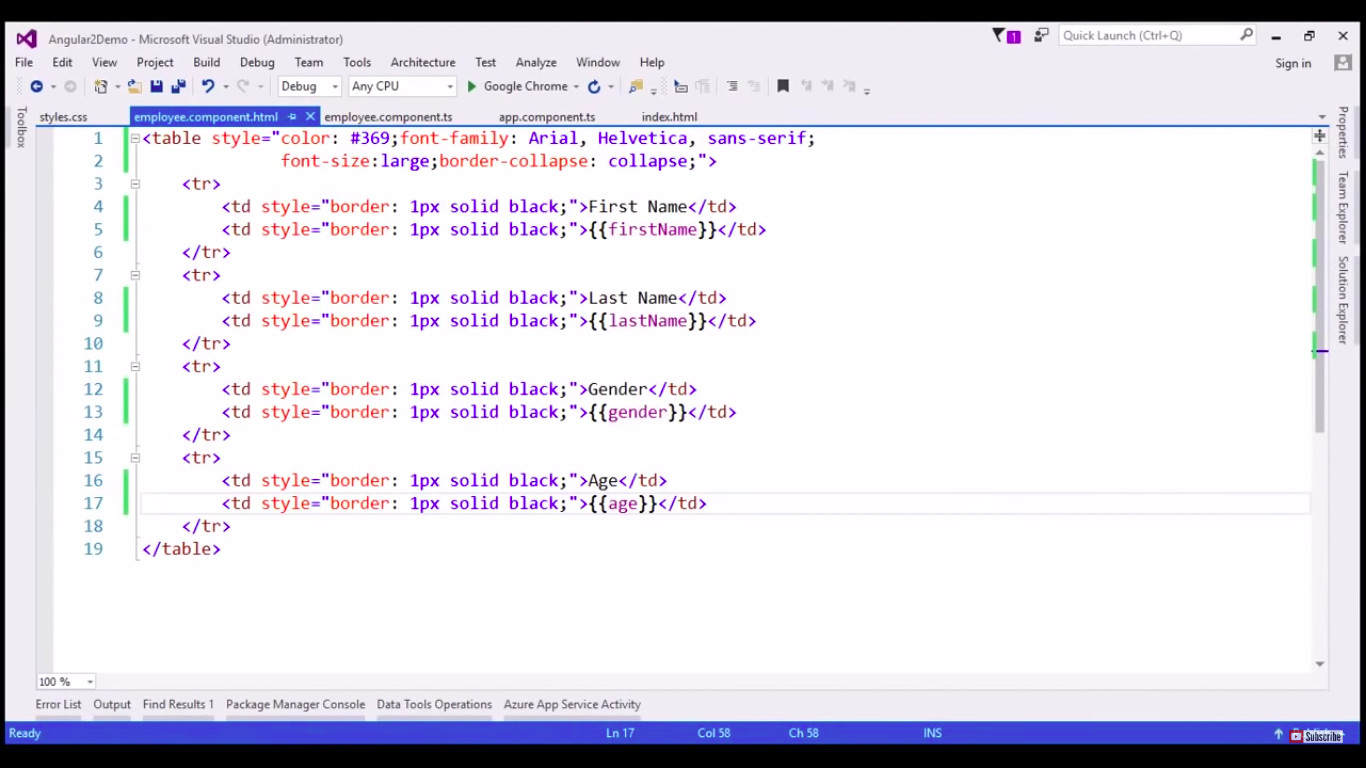 Angular2Demo - Microsoft Visual Studio (Administrator)
1
Quick Launch (Ctrl+Q)
File Edit View Project Build Debug Team Tools Architecture Test Analyze Window Help
Sign in
Debug Any CPU Google Chrome
Toolbox
styles.css employee.component.html employee.component.ts app.component.ts index.html
1 <table style="color: #369;font-family: Arial, Helvetica, sans-serif;
2 font-size:large;border-collapse: collapse;">
3 <tr>
4 <td style="border: 1px solid black;">First Name</td>
5 <td style="border: 1px solid black;">{{firstName}}</td>
6 </tr>
7 <tr>
8 <td style="border: 1px solid black;">Last Name</td>
9 <td style="border: 1px solid black;">{{lastName}}</td>
10 </tr>
11 <tr>
12 <td style="border: 1px solid black;">Gender</td>
13 <td style="border: 1px solid black;">{{gender}}</td>
14 </tr>
15 <tr>
16 <td style="border: 1px solid black;">Age</td>
17 <td style="border: 1px solid black;">{{age}}</td>
18 </tr>
19 </table>
Properties
Team Explorer
Solution Explorer
100 %
Error List Output Find Results 1 Package Manager Console Data Tools Operations Azure App Service Activity
Ready Ln 17 Col 58 Ch 58 INS
Subscribe